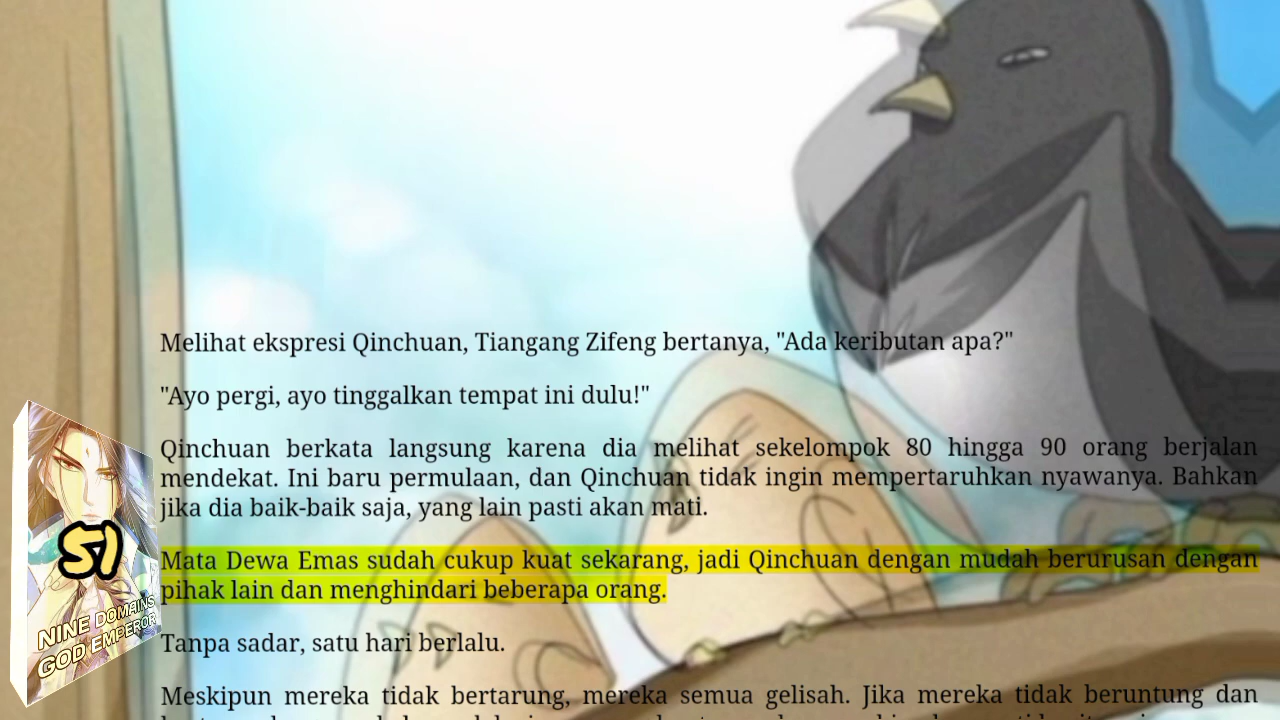 Melihat ekspresi Qinchuan, Tiangang Zifeng bertanya, "Ada keributan apa?"
"Ayo pergi, ayo tinggalkan tempat ini dulu!"
Qinchuan berkata langsung karena dia melihat sekelompok 80 hingga 90 orang berjalan
mendekat. Ini baru permulaan, dan Qinchuan tidak ingin mempertaruhkan nyawanya. Bahkan
jika dia baik-baik saja, yang lain pasti akan mati.
Mata Dewa Emas sudah cukup kuat sekarang, jadi Qinchuan dengan mudah berurusan dengan
pihak lain dan menghindari beberapa orang.
Tanpa sadar, satu hari berlalu.
Meskipun mereka tidak bertarung, mereka semua gelisah. Jika mereka tidak beruntung dan
51
NINE DOMAINS
GOD EMPEROR